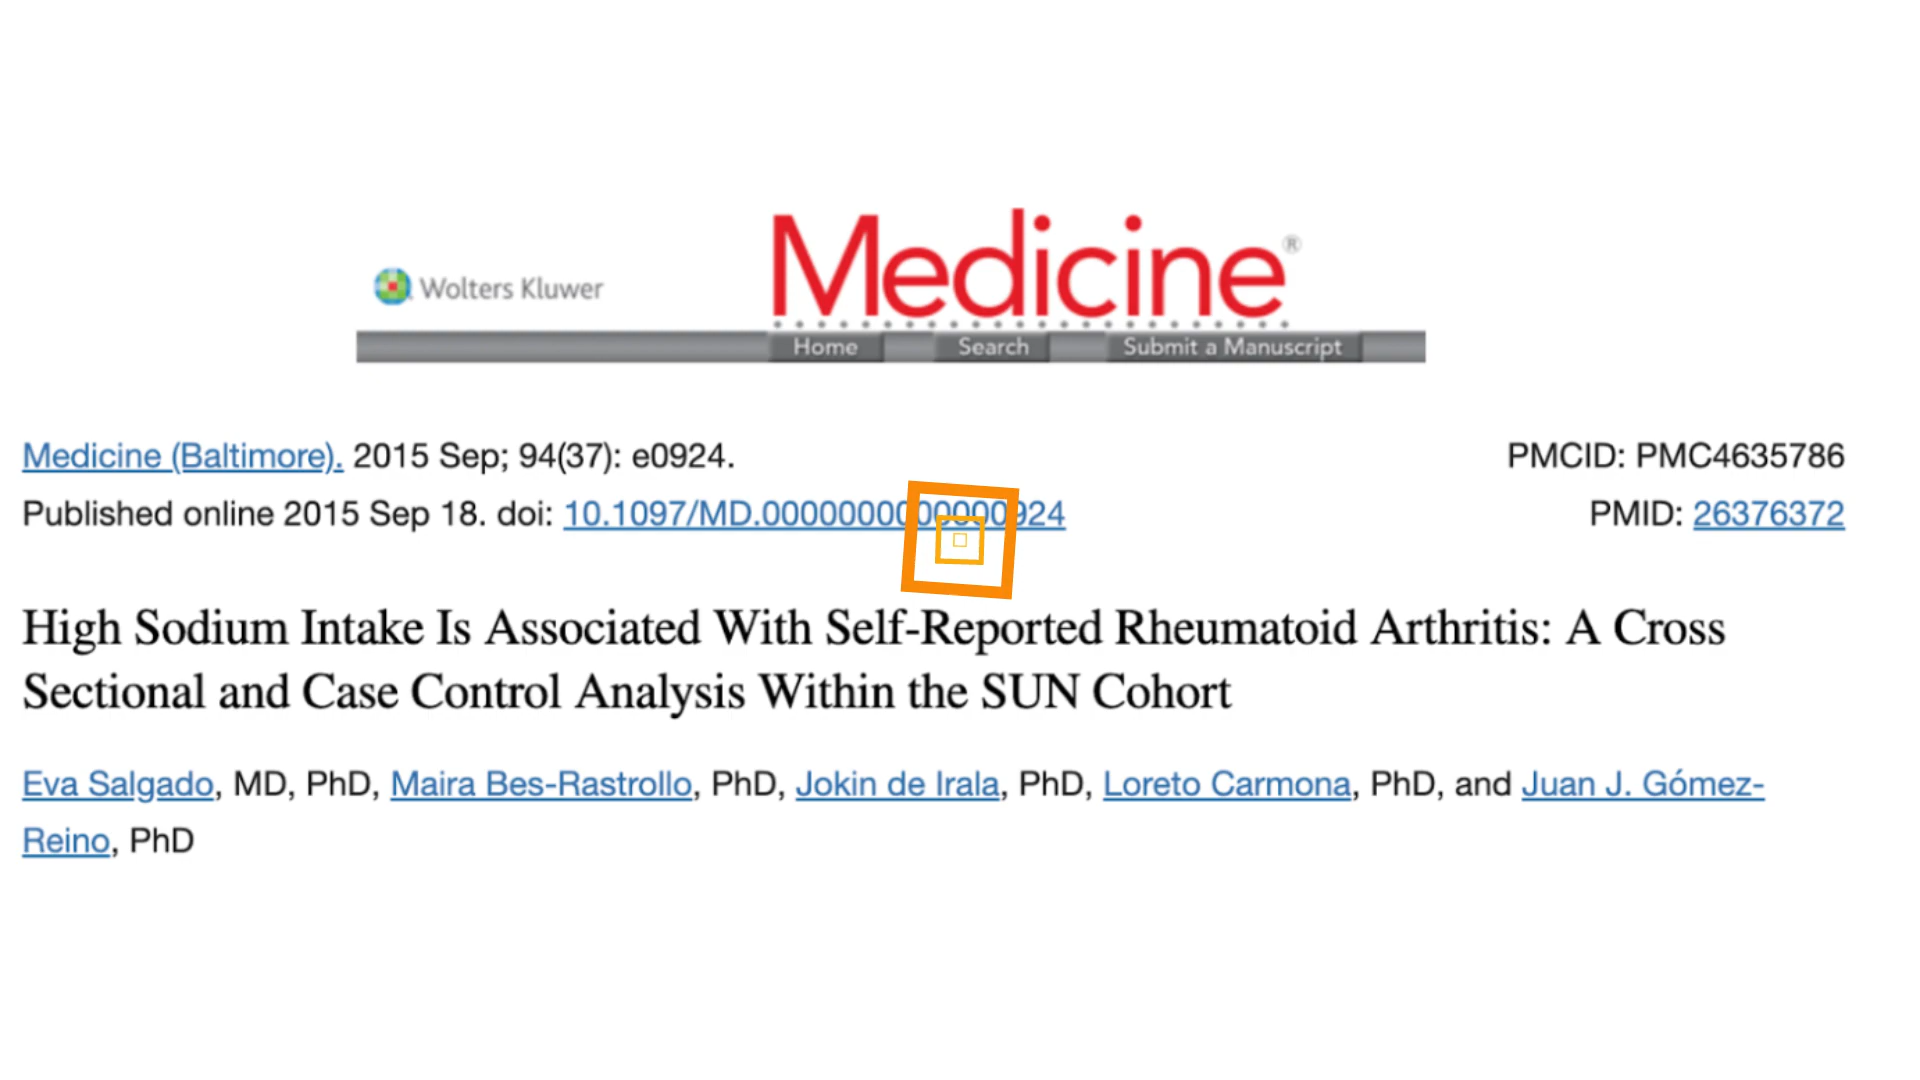 Wolters Kluwer
Medicine®
Home Search Submit a Manuscript
Medicine (Baltimore). 2015 Sep; 94(37): e0924.
PMCID: PMC4635786
Published online 2015 Sep 18. doi: 10.1097/MD.0000000000000924
PMID: 26376372
High Sodium Intake Is Associated With Self-Reported Rheumatoid Arthritis: A Cross
Sectional and Case Control Analysis Within the SUN Cohort
Eva Salgado, MD, PhD, Maira Bes-Rastrollo, PhD, Jokin de Irala, PhD, Loreto Carmona, PhD, and Juan J. Gómez-
Reino, PhD